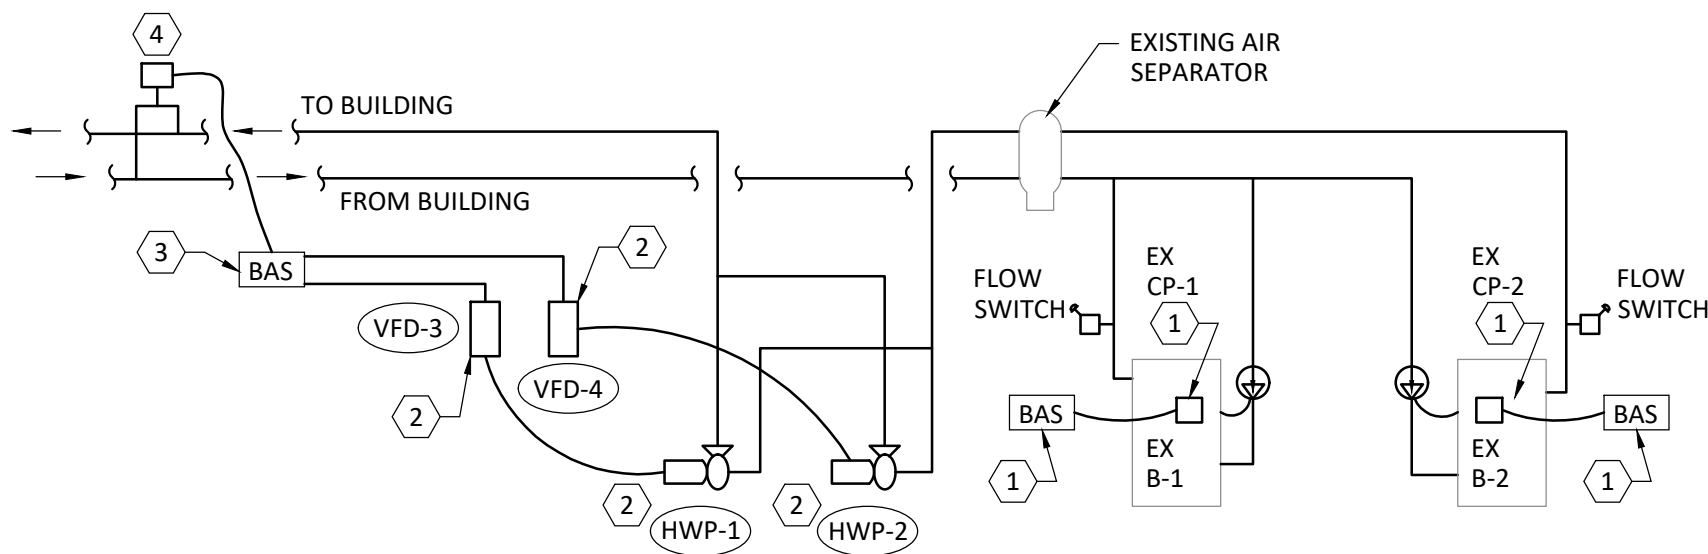 4
EXISTING AIR
SEPARATOR
TO BUILDING
FROM BUILDING
3
BAS
2
VFD-3
VFD-4
2
2
HWP-1
2
HWP-2
FLOW
SWITCH
EX
CP-1
1
BAS
1
EX
B-1
EX
CP-2
1
FLOW
SWITCH
EX
B-2
BAS
1